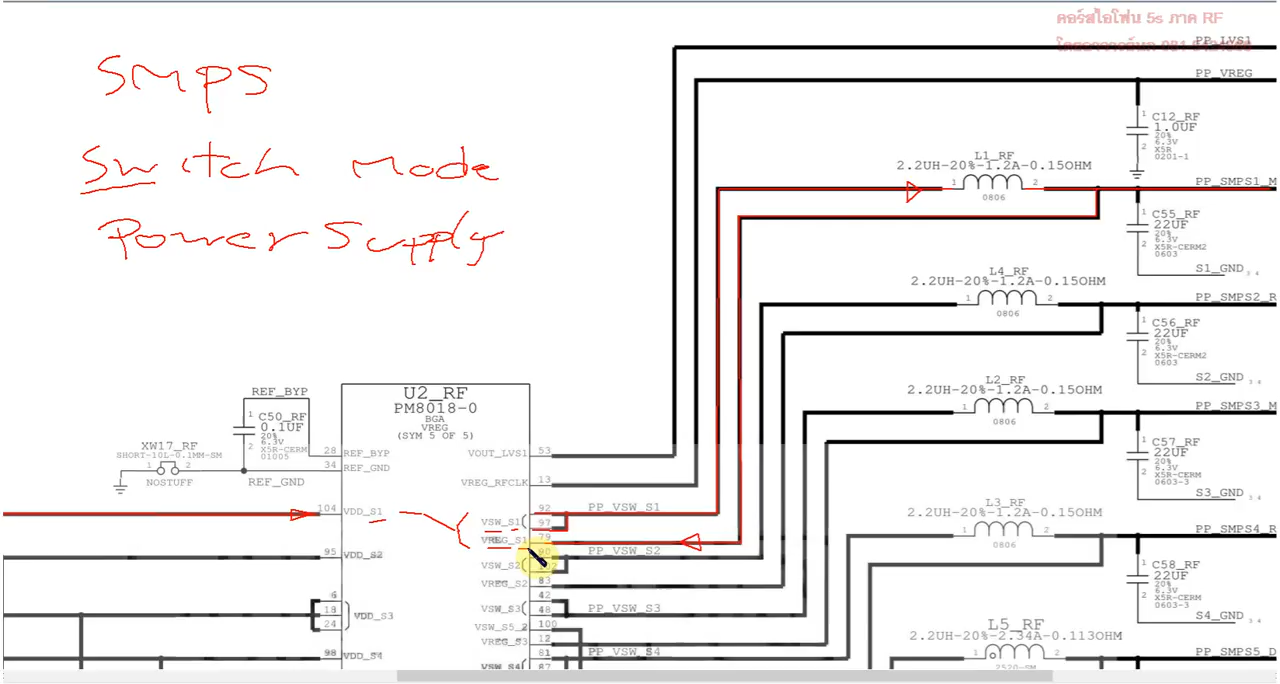 คอร์สไอโฟน 5s ภาค RF
PP_LVS1
PP_VREG
SMPS
Switch Mode
Power Supply
C12_RF
1.0UF
20%
6.3V
X5R
0201-1
L1_RF
2.2UH-20%-1.2A-0.15OHM
0806
PP_SMPS1_M
C55_RF
22UF
20%
6.3V
X5R-CERM2
0603
S1_GND
L4_RF
2.2UH-20%-1.2A-0.15OHM
0806
PP_SMPS2_R
C56_RF
22UF
20%
6.3V
X5R-CERM2
0603
S2_GND
L2_RF
2.2UH-20%-1.2A-0.15OHM
0806
PP_SMPS3_M
C57_RF
22UF
20%
6.3V
X5R-CERM2
0603-3
S3_GND
L3_RF
2.2UH-20%-1.2A-0.15OHM
0806
PP_SMPS4_R
C58_RF
22UF
20%
6.3V
X5R-CERM2
0603-3
S4_GND
L5_RF
2.2UH-20%-2.34A-0.113OHM
2520-SM
PP_SMPS5_D
U2_RF
PM8018-0
BGA
VREG
(SYM 5 OF 5)
REF_BYP
C50_RF
0.1UF
20%
6.3V
X5R-CERM
01005
XW17_RF
SHORT-10L-0.1MM-SM
1 2
NOSTUFF
REF_GND
28 REF_BYP
34 REF_GND
104 VDD_S1
95 VDD_S2
6
18
24
VDD_S3
98 VDD_S4
VOUT_LVS1 53
VREG_RFCLK 13
VSW_S1 92
97
PP_VSW_S1
VREG_S1 79
VSW_S2 90
102
PP_VSW_S2
VREG_S2 83
VSW_S3 42
48
PP_VSW_S3
VSW_S5_2 100
VREG_S3 12
VSW_S4 81
87
PP_VSW_S4